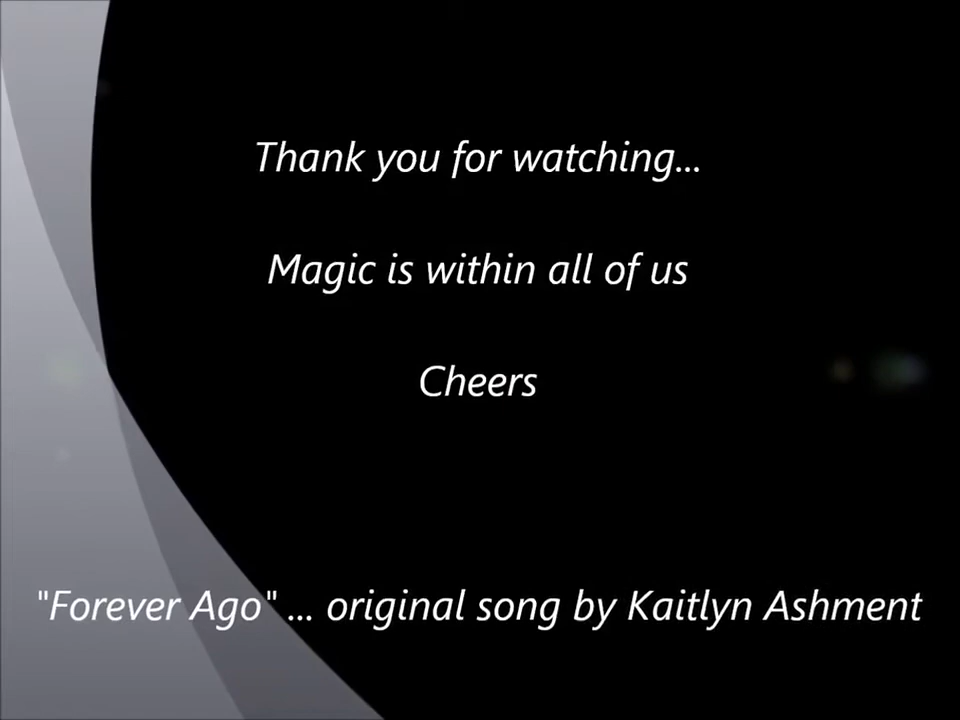 Thank you for watching...
Magic is within all of us
Cheers
"Forever Ago" ... original song by Kaitlyn Ashment